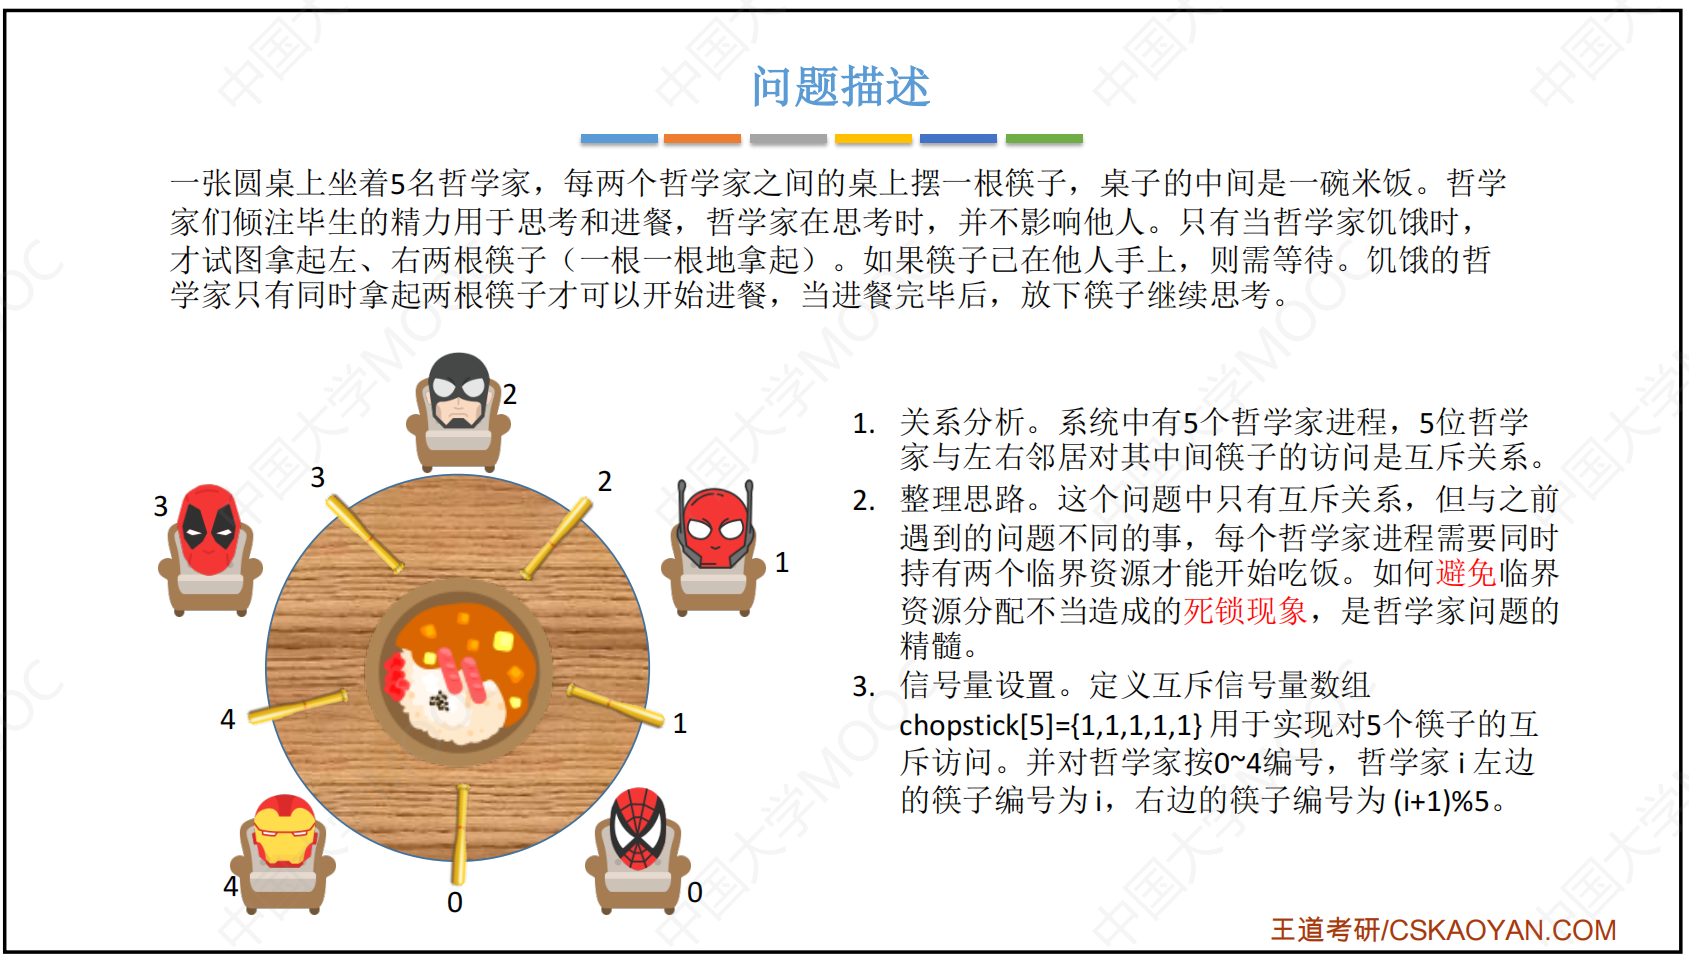 问题描述
一张圆桌上坐着5名哲学家，每两个哲学家之间的桌上摆一根筷子，桌子的中间是一碗米饭。哲学
家们倾注毕生的精力用于思考和进餐，哲学家在思考时，并不影响他人。只有当哲学家饥饿时，
才试图拿起左、右两根筷子（一根一根地拿起）。如果筷子已在他人手上，则需等待。饥饿的哲
学家只有同时拿起两根筷子才可以开始进餐，当进餐完毕后，放下筷子继续思考。
2
3
2
3
1
4
1
4
0
0
1. 关系分析。系统中有5个哲学家进程，5位哲学
家与左右邻居对其中间筷子的访问是互斥关系。
2. 整理思路。这个问题中只有互斥关系，但与之前
遇到的问题不同的事，每个哲学家进程需要同时
持有两个临界资源才能开始吃饭。如何避免临界
资源分配不当造成的死锁现象，是哲学家问题的
精髓。
3. 信号量设置。定义互斥信号量数组
chopstick[5]={1,1,1,1,1} 用于实现对5个筷子的互
斥访问。并对哲学家按0~4编号，哲学家 i 左边
的筷子编号为 i，右边的筷子编号为 (i+1)%5。
王道考研/CSKAOYAN.COM
中国大学MOOC